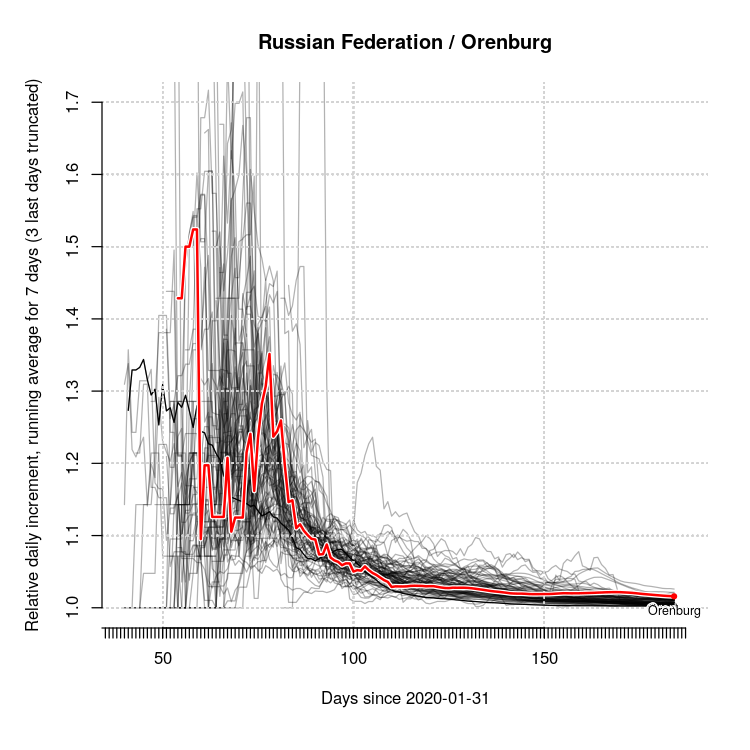 Russian Federation / Orenburg
Relative daily increment, running average for 7 days (3 last days truncated)
1.7
1.6
1.5
1.4
1.3
1.2
1.1
1.0
Orenburg
50 100 150
Days since 2020-01-31